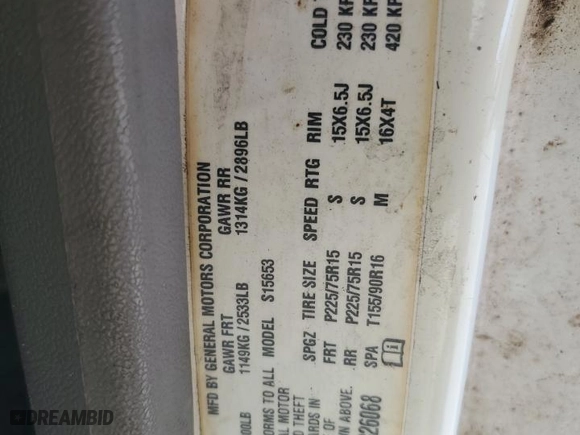 MFD BY GENERAL MOTORS CORPORATION
GAWR FRT GAWR RR
1149KG / 2533LB 1314KG / 2896LB
00LB
ORMS TO ALL MODEL S15653
AL MOTOR
D THEFT
ARDS IN
OF
N ABOVE.
26068
SPGZ TIRE SIZE SPEED RTG RIM COLD
FRT P225/75R15 S 15X6.5J 230 KP
RR P225/75R15 S 15X6.5J 230 KP
SPA T155/90R16 M 16X4T 420 KP
DREAMBID